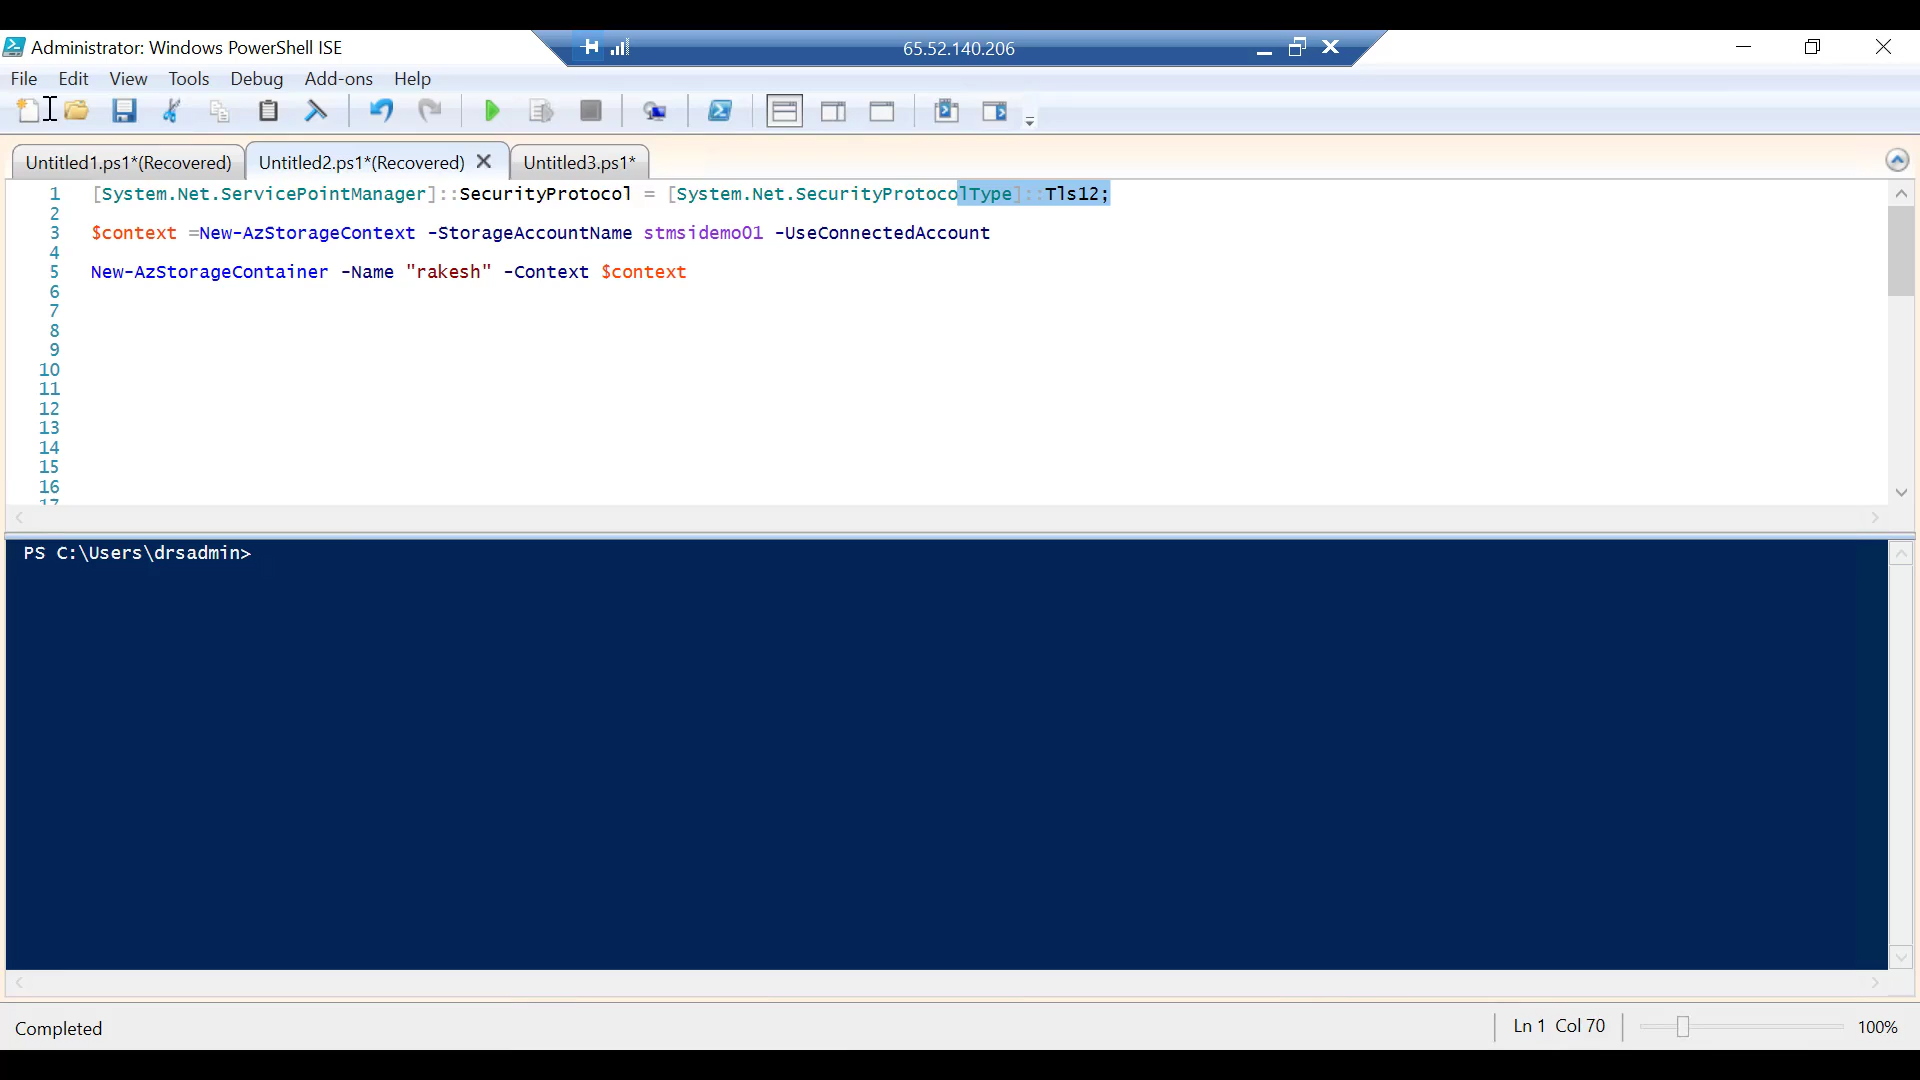 Administrator: Windows PowerShell ISE
65.52.140.206
File Edit View Tools Debug Add-ons Help
Untitled1.ps1*(Recovered) Untitled2.ps1*(Recovered) Untitled3.ps1*
1 [System.Net.ServicePointManager]::SecurityProtocol = [System.Net.SecurityProtocolType]::Tls12;
2
3 $context =New-AzStorageContext -StorageAccountName stmsidemo01 -UseConnectedAccount
4
5 New-AzStorageContainer -Name "rakesh" -Context $context
6
7
8
9
10
11
12
13
14
15
16
17
PS C:\Users\drsadmin>
Completed
Ln 1 Col 70
100%